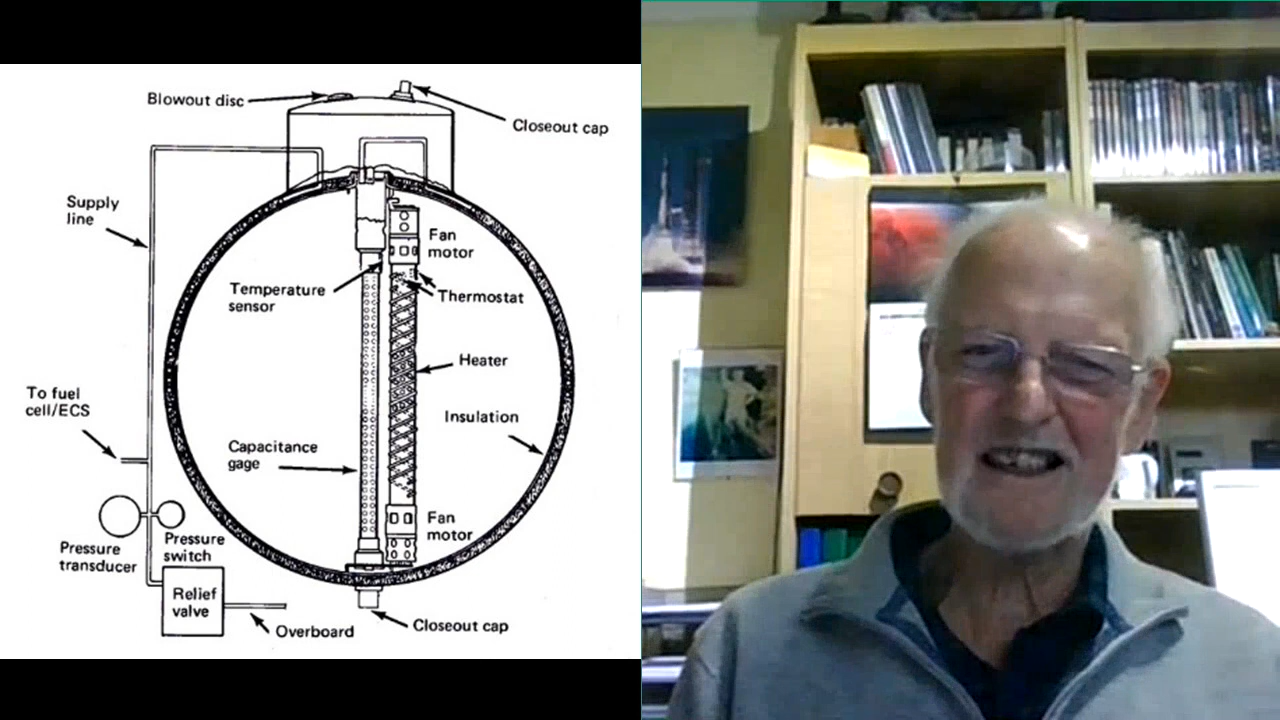 Blowout disc
Closeout cap
Supply
line
Fan
motor
Temperature
sensor
Thermostat
Heater
To fuel
cell/ECS
Insulation
Capacitance
gage
Fan
motor
Pressure
transducer
Pressure
switch
Relief
valve
Overboard
Closeout cap